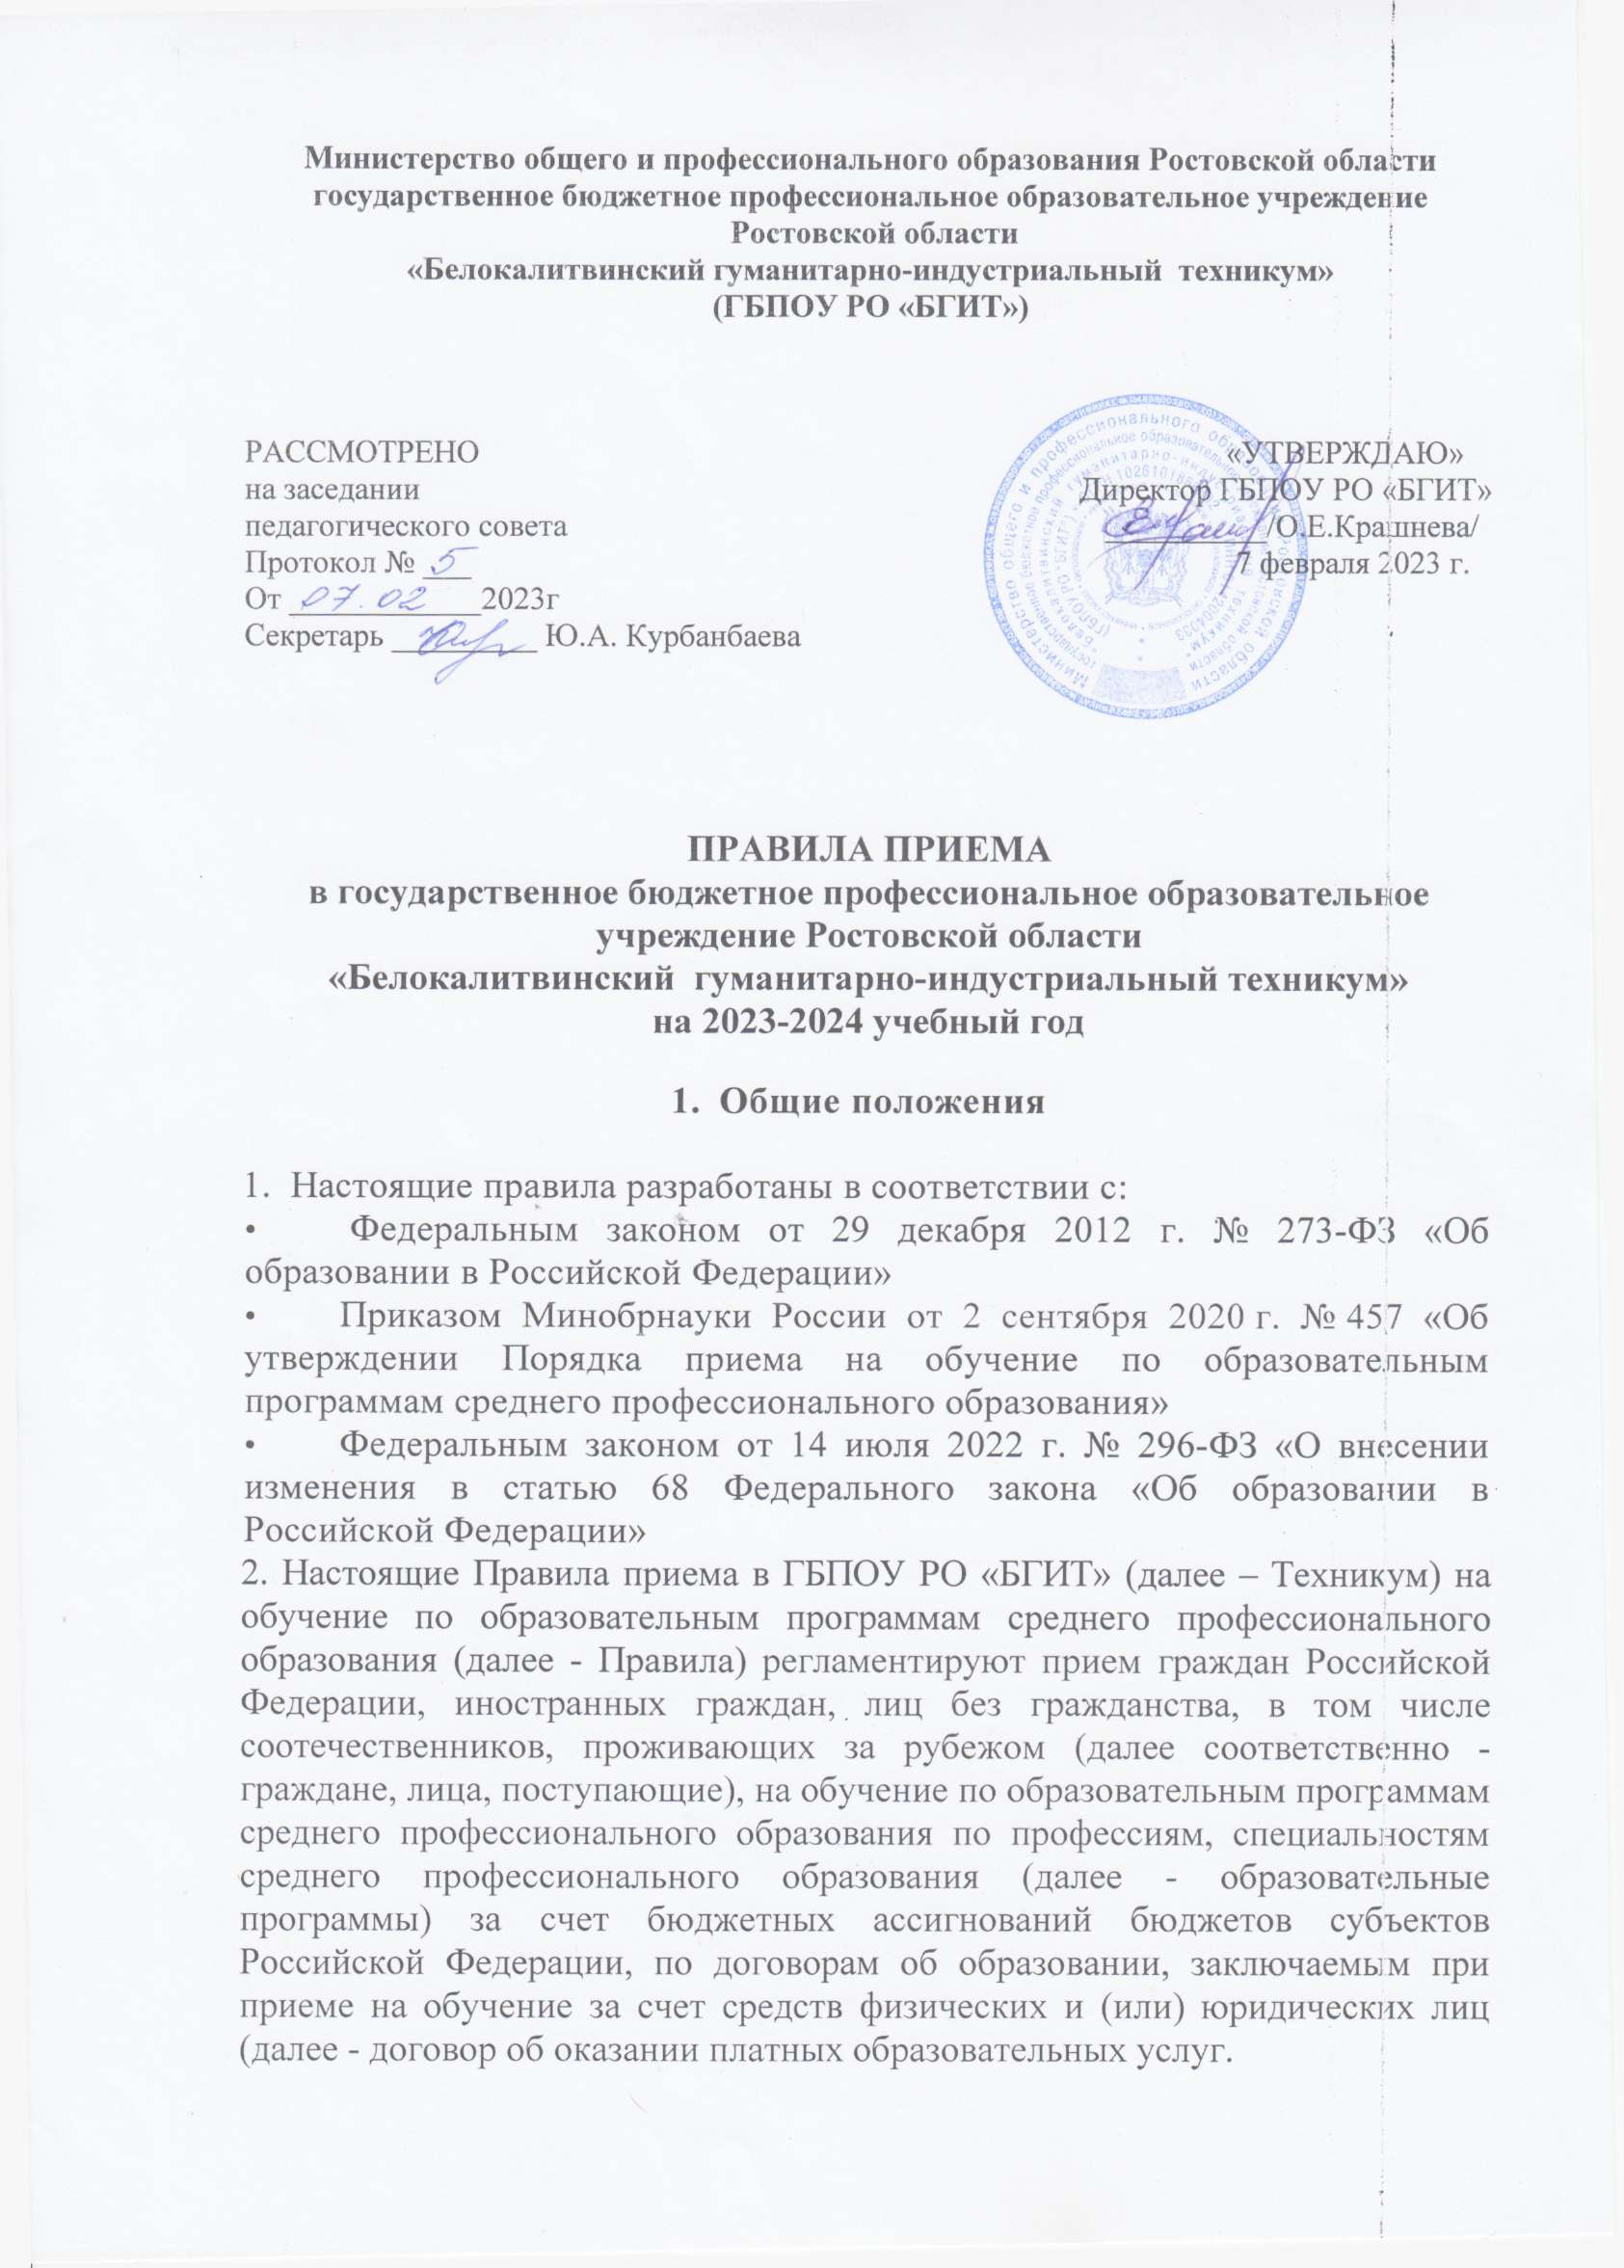 Министерство общего и профессионального образования Ростовской области
государственное бюджетное профессиональное образовательное учреждение
Ростовской области
«Белокалитвинский гуманитарно-индустриальный техникум»
(ГБПОУ РО «БГИТ»)
РАССМОТРЕНО
на заседании
педагогического совета
Протокол № 5
От 07.02 2023г
Секретарь Ю.А. Курбанбаева
«УТВЕРЖДАЮ»
Директор ГБПОУ РО «БГИТ»
/О.Е.Крашнева/
7 февраля 2023 г.
ПРАВИЛА ПРИЕМА
в государственное бюджетное профессиональное образовательное
учреждение Ростовской области
«Белокалитвинский гуманитарно-индустриальный техникум»
на 2023-2024 учебный год
1. Общие положения
1. Настоящие правила разработаны в соответствии с:
• Федеральным законом от 29 декабря 2012 г. № 273-ФЗ «Об
образовании в Российской Федерации»
• Приказом Минобрнауки России от 2 сентября 2020 г. № 457 «Об
утверждении Порядка приема на обучение по образовательным
программам среднего профессионального образования»
• Федеральным законом от 14 июля 2022 г. № 296-ФЗ «О внесении
изменения в статью 68 Федерального закона «Об образовании в
Российской Федерации»
2. Настоящие Правила приема в ГБПОУ РО «БГИТ» (далее – Техникум) на
обучение по образовательным программам среднего профессионального
образования (далее - Правила) регламентируют прием граждан Российской
Федерации, иностранных граждан, лиц без гражданства, в том числе
соотечественников, проживающих за рубежом (далее соответственно -
граждане, лица, поступающие), на обучение по образовательным программам
среднего профессионального образования по профессиям, специальностям
среднего профессионального образования (далее - образовательные
программы) за счет бюджетных ассигнований бюджетов субъектов
Российской Федерации, по договорам об образовании, заключаемым при
приеме на обучение за счет средств физических и (или) юридических лиц
(далее - договор об оказании платных образовательных услуг.